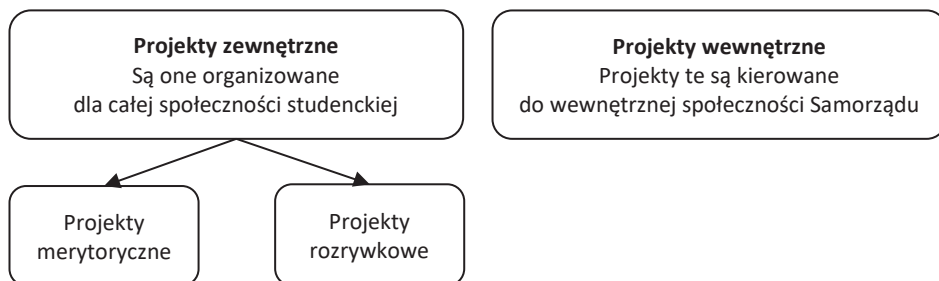 Projekty zewnętrzne
Są one organizowane
dla całej społeczności studenckiej
Projekty wewnętrzne
Projekty te są kierowane
do wewnętrznej społeczności Samorządu
Projekty
merytoryczne
Projekty
rozrywkowe